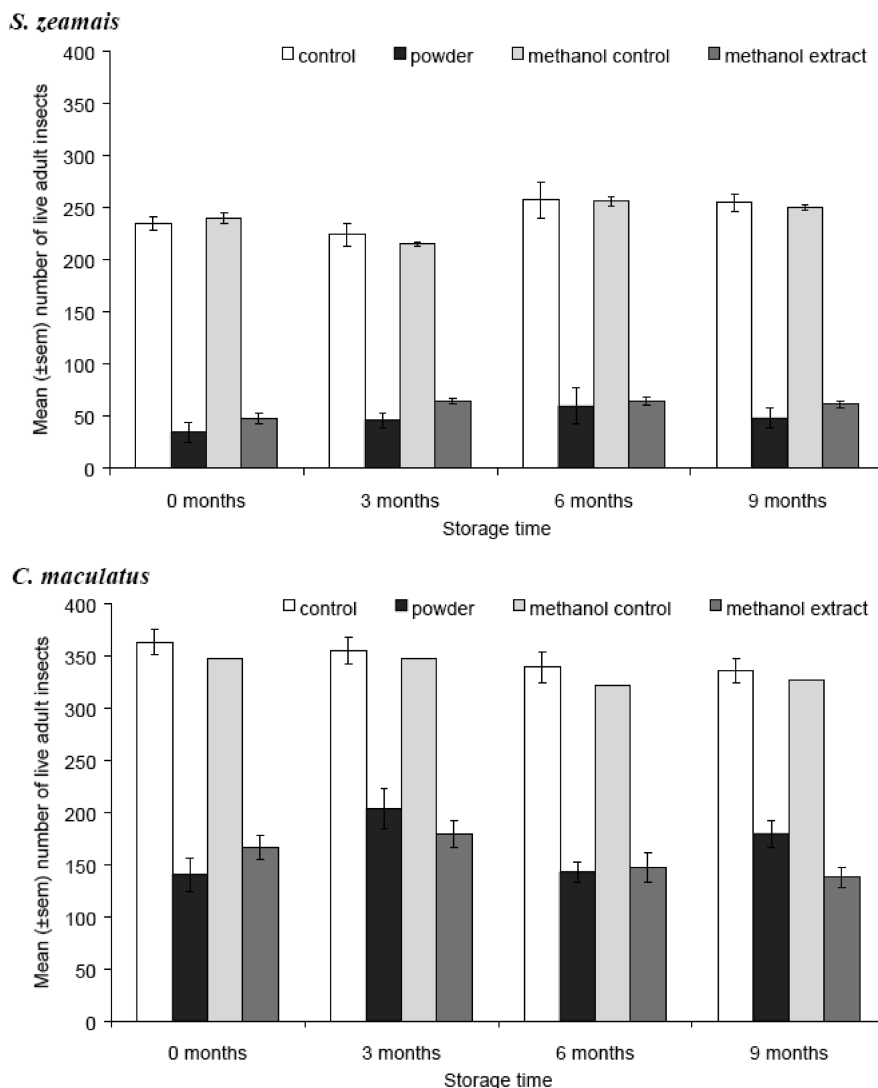 S. zeamais
400
control powder methanol control methanol extract
350
300
250
200
150
100
50
0
Mean (±sem) number of live adult insects
0 months 3 months 6 months 9 months
Storage time
C. maculatus
400
control powder methanol control methanol extract
350
300
250
200
150
100
50
0
Mean (±sem) number of live adult insects
0 months 3 months 6 months 9 months
Storage time